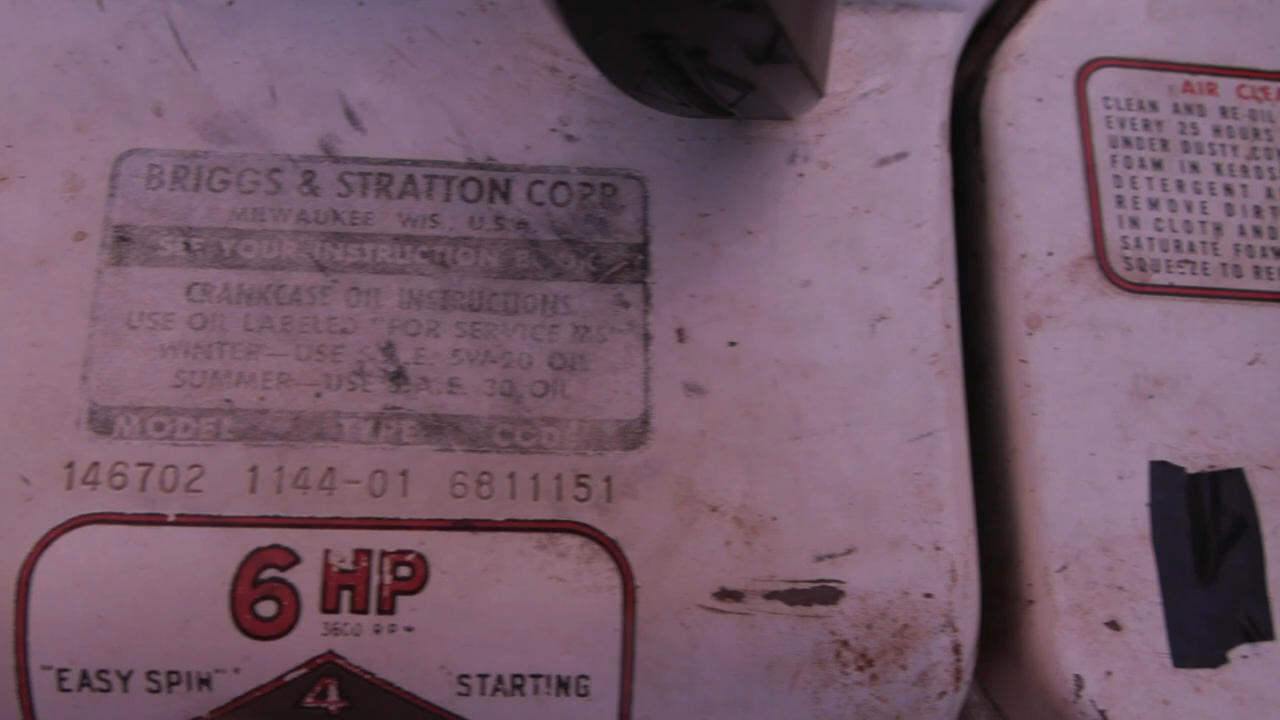 BRIGGS & STRATTON CORP.
MILWAUKEE WIS., U.S.A.
SEE YOUR INSTRUCTION BOOK
CRANKCASE OIL INSTRUCTIONS
USE OIL LABELED "FOR SERVICE MS"
WINTER—USE S.A.E. 5W-20 OIL
SUMMER—USE S.A.E. 30 OIL
MODEL TYPE CODE
146702 1144-01 6811151
6 HP
3600 RPM
"EASY SPIN" STARTING
4
AIR CLEA
CLEAN AND RE-OIL
EVERY 25 HOURS
UNDER DUSTY CO
FOAM IN KEROS
DETERGENT A
REMOVE DIRT
IN CLOTH AND
SATURATE FOA
SQUEEZE TO RE